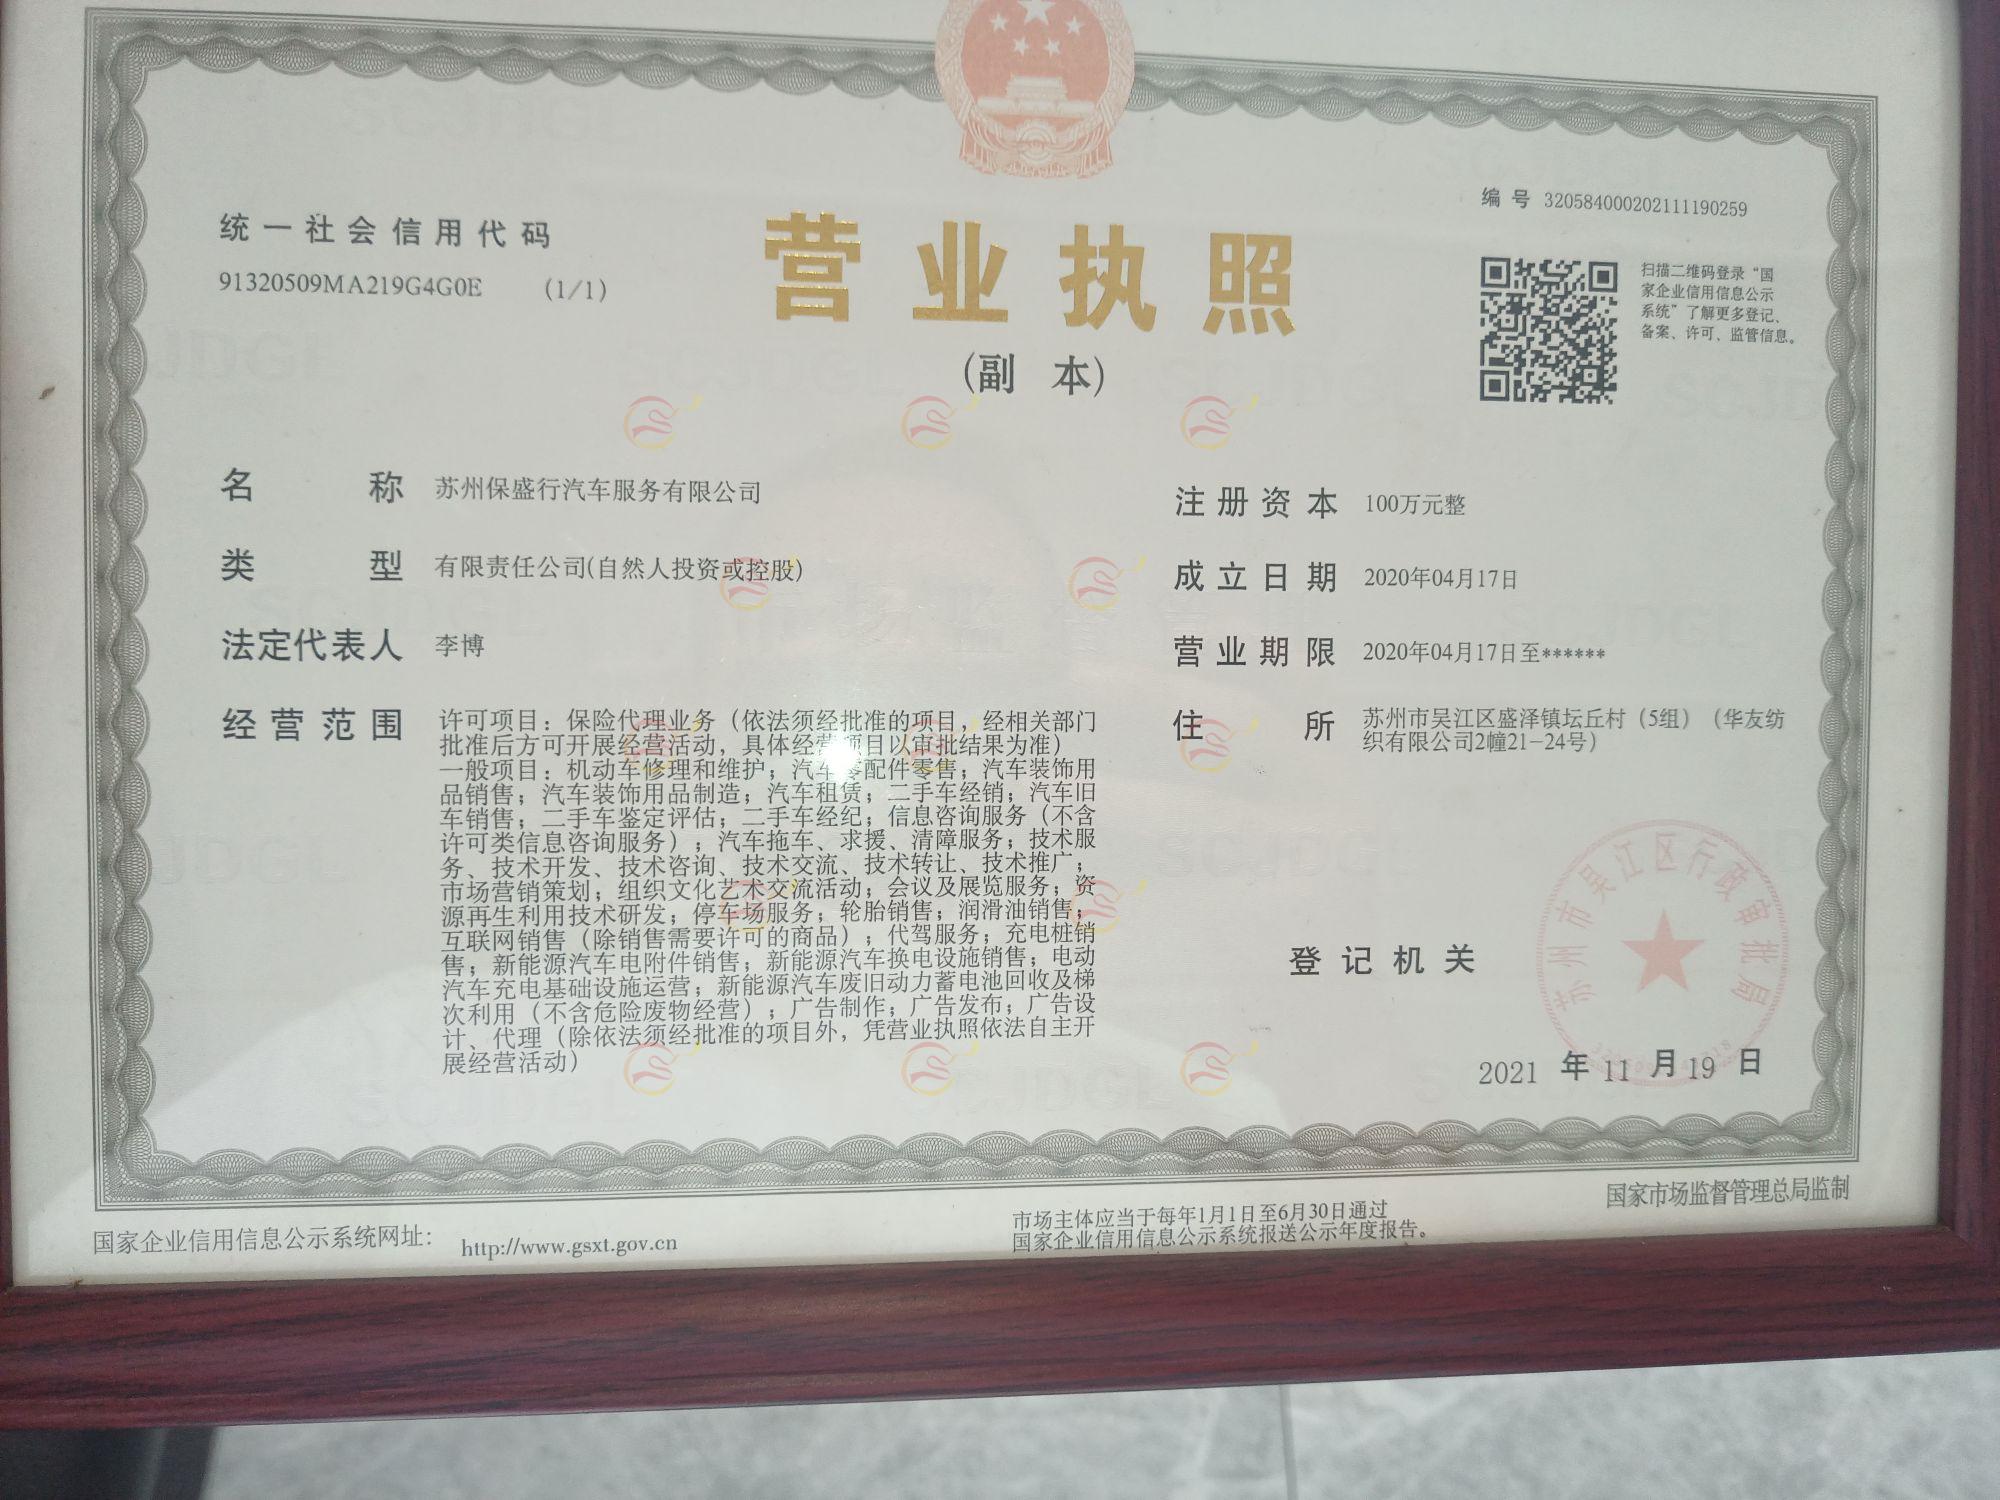 编号 320584000202111190259
统一社会信用代码
91320509MA219G4G0E （1/1）
营业执照
（副 本）
扫描二维码登录“国
家企业信用信息公示
系统”了解更多登记、
备案、许可、监管信息。
名称 苏州保盛行汽车服务有限公司
类型 有限责任公司(自然人投资或控股)
法定代表人 李博
经营范围 许可项目：保险代理业务（依法须经批准的项目，经相关部门
批准后方可开展经营活动，具体经营项目以审批结果为准）
一般项目：机动车修理和维护；汽车零配件零售；汽车装饰用
品销售；汽车装饰用品制造；汽车租赁；二手车经销；汽车旧
车销售；二手车鉴定评估；二手车经纪；信息咨询服务（不含
许可类信息咨询服务）；汽车拖车、求援、清障服务；技术服
务、技术开发、技术咨询、技术交流、技术转让、技术推广；
市场营销策划；组织文化艺术交流活动；会议及展览服务；资
源再生利用技术研发；停车场服务；轮胎销售；润滑油销售；
互联网销售（除销售需要许可的商品）；代驾服务；充电桩销
售；新能源汽车电附件销售；新能源汽车换电设施销售；电动
汽车充电基础设施运营；新能源汽车废旧动力蓄电池回收及梯
次利用（不含危险废物经营）；广告制作；广告发布；广告设
计、代理（除依法须经批准的项目外，凭营业执照依法自主开
展经营活动）
注册资本 100万元整
成立日期 2020年04月17日
营业期限 2020年04月17日至******
住所 苏州市吴江区盛泽镇坛丘村（5组）（华友纺
织有限公司2幢21-24号）
登记机关
苏州市吴江区行政审批局
2021 年 11 月 19 日
国家企业信用信息公示系统网址： http://www.gsxt.gov.cn
市场主体应当于每年1月1日至6月30日通过
国家企业信用信息公示系统报送公示年度报告。
国家市场监督管理总局监制